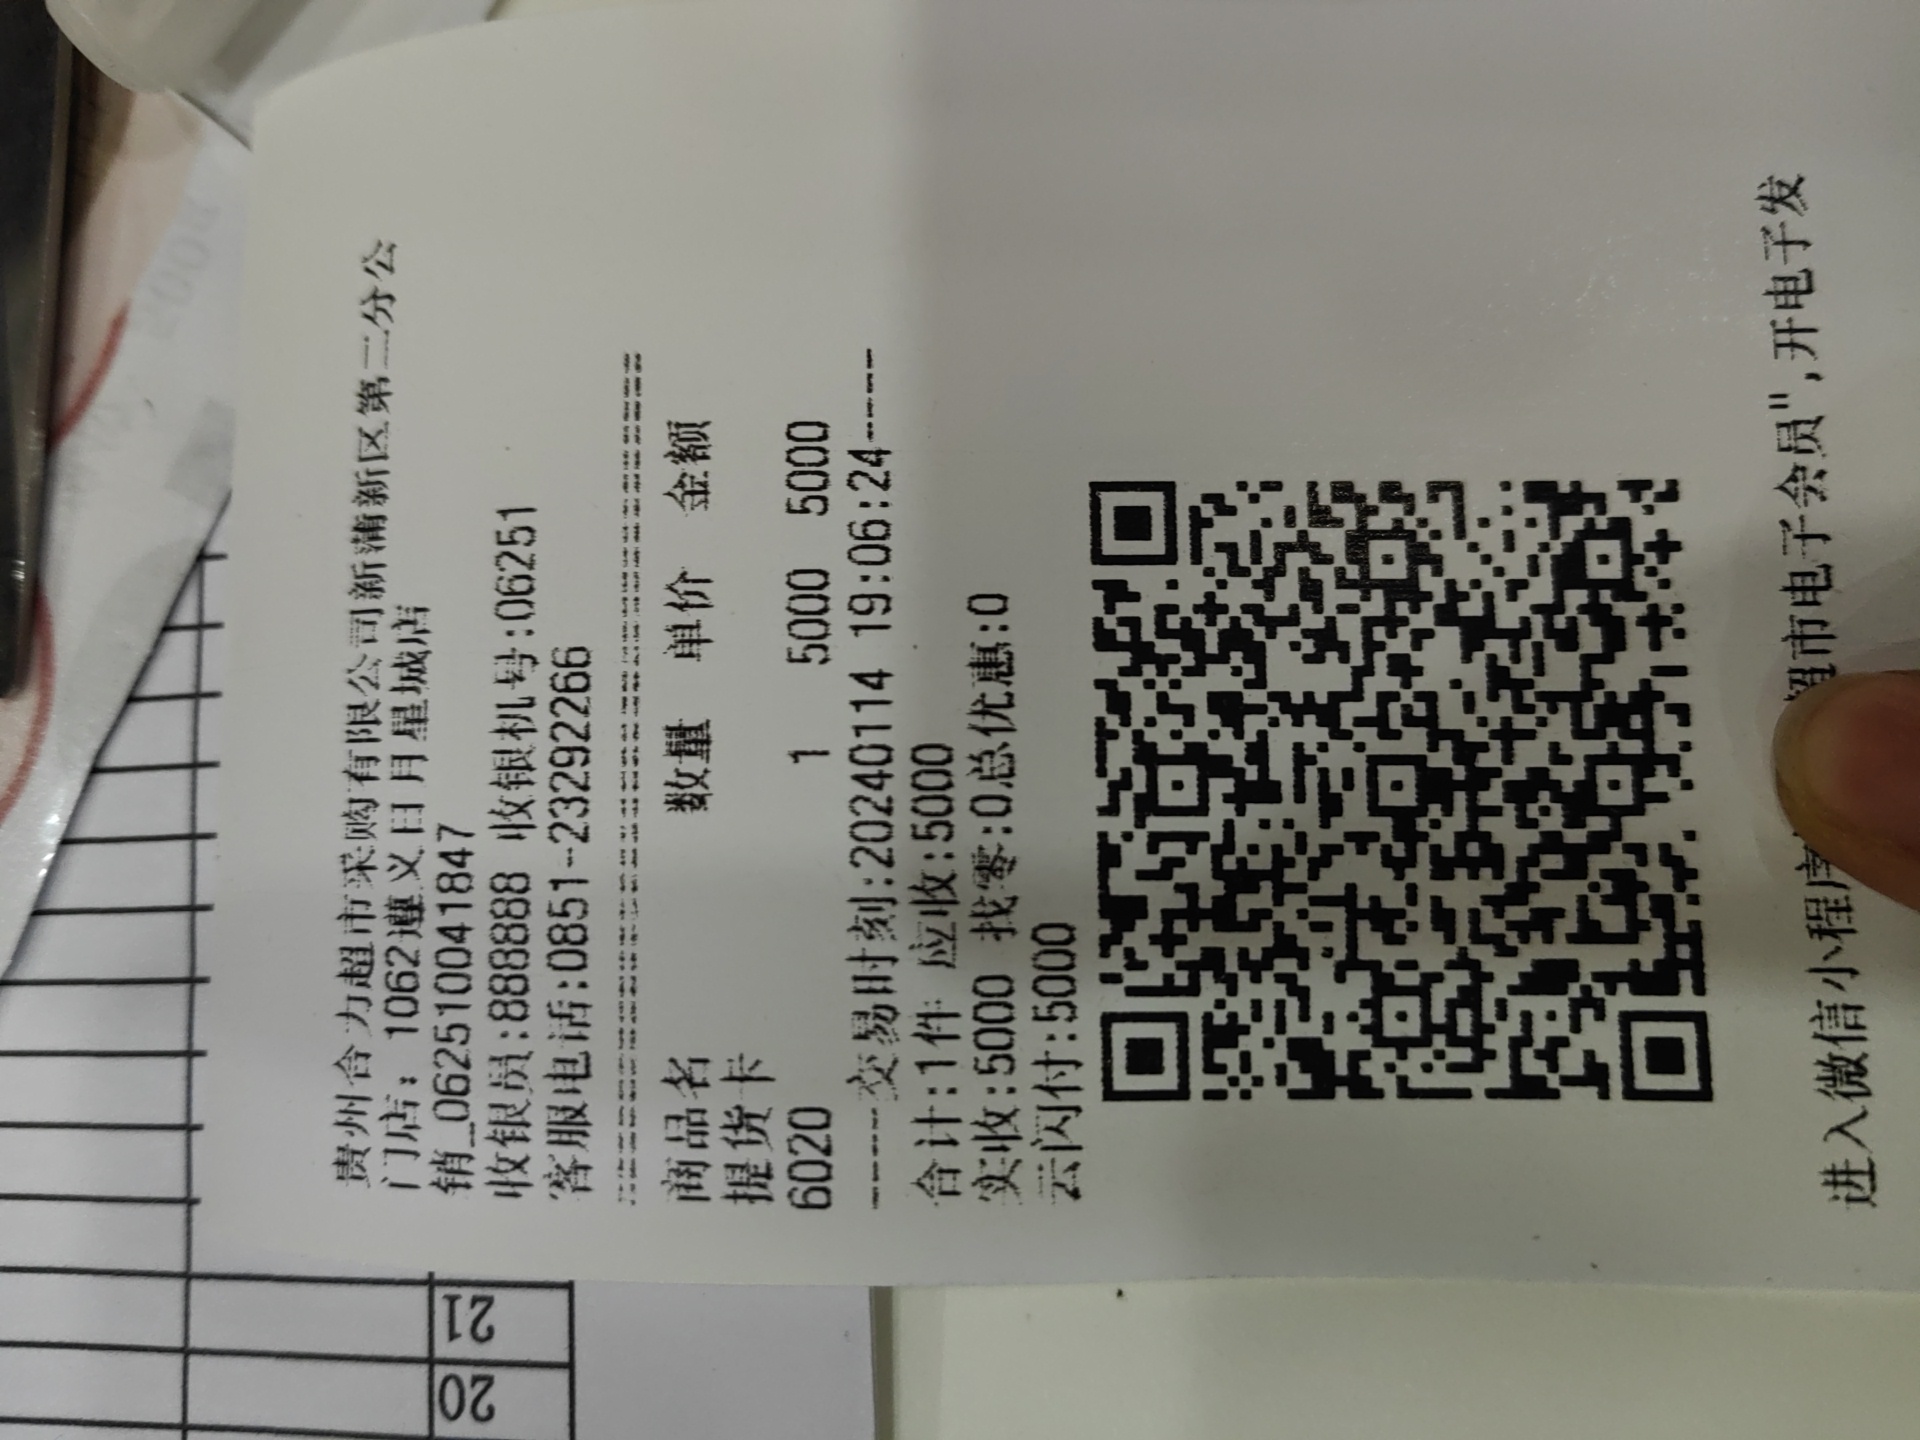 贵州合力超市采购有限公司新蒲新区第二分公
门店: 1062遵义日月星城店
销_062510041847
收银员:888888 收银机号:06251
客服电话:0851-23292266
商品名 数量 单价 金额
提货卡
6020 1 5000 5000
-----交易时刻:20240114 19:06:24----
合计:1件 应收:5000
实收:5000 找零:0总优惠:0
云闪付:5000
进入微信小程序 超市电子会员",开电子发
21
20